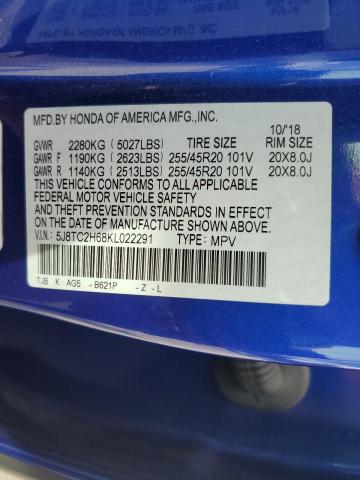 MFD.BY HONDA OF AMERICA MFG.,INC.
10/18
GVWR 2280KG (5027LBS) TIRE SIZE RIM SIZE
GAWR F 1190KG (2623LBS) 255/45R20 101V 20X8.0J
GAWR R 1140KG (2513LBS) 255/45R20 101V 20X8.0J
THIS VEHICLE CONFORMS TO ALL APPLICABLE
FEDERAL MOTOR VEHICLE SAFETY
AND THEFT PREVENTION STANDARDS IN EFFECT
ON THE DATE OF MANUFACTURE SHOWN ABOVE.
V.I.N.: 5J8TC2H68KL022291 TYPE: MPV
TJB K AG5 - B621P - Z - L